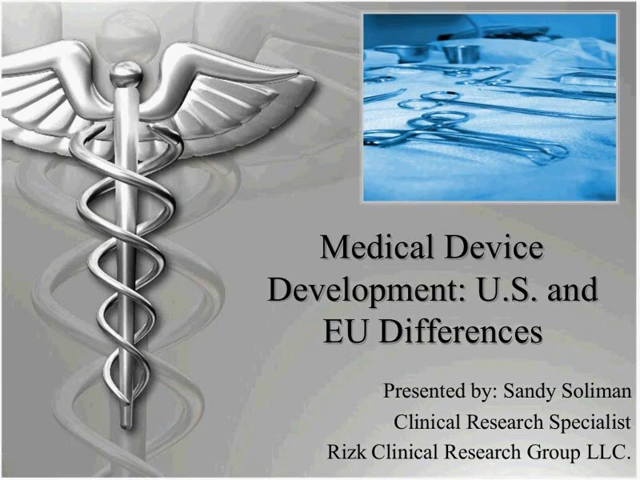 Medical Device
Development: U.S. and
EU Differences
Presented by: Sandy Soliman
Clinical Research Specialist
Rizk Clinical Research Group LLC.